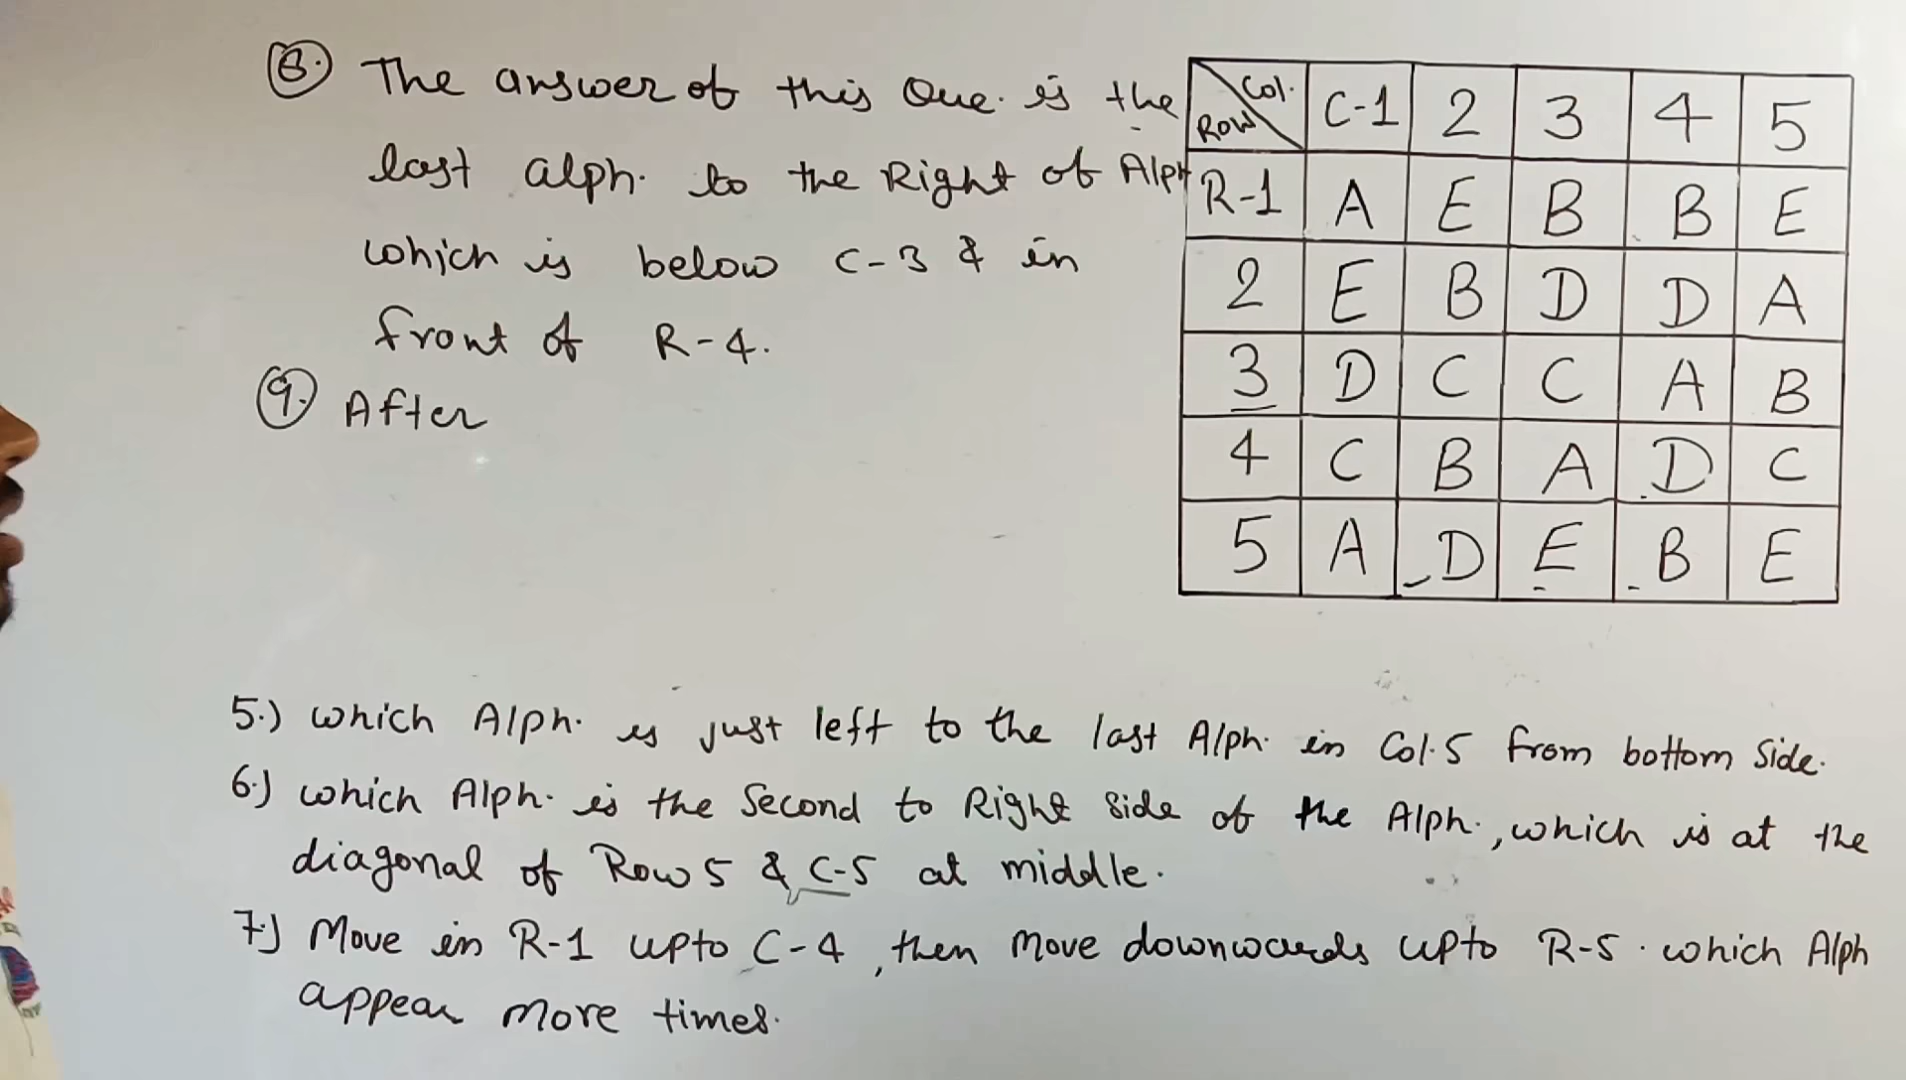 8. The answer of this Que. is the
last alph. to the Right of Alph
which is below C-3 & in
front of R-4.
9. After
Col. Row C-1 2 3 4 5
R-1 A E B B E
2 E B D D A
3 D C C A B
4 C B A D C
5 A D E B E
5.) which Alph. is just left to the last Alph. in Col.5 from bottom Side.
6.) which Alph. is the Second to Right Side of the Alph., which is at the
diagonal of Row 5 & C-5 at middle.
7.) Move in R-1 upto C-4, then Move downwards upto R-5. which Alph
appear more times.